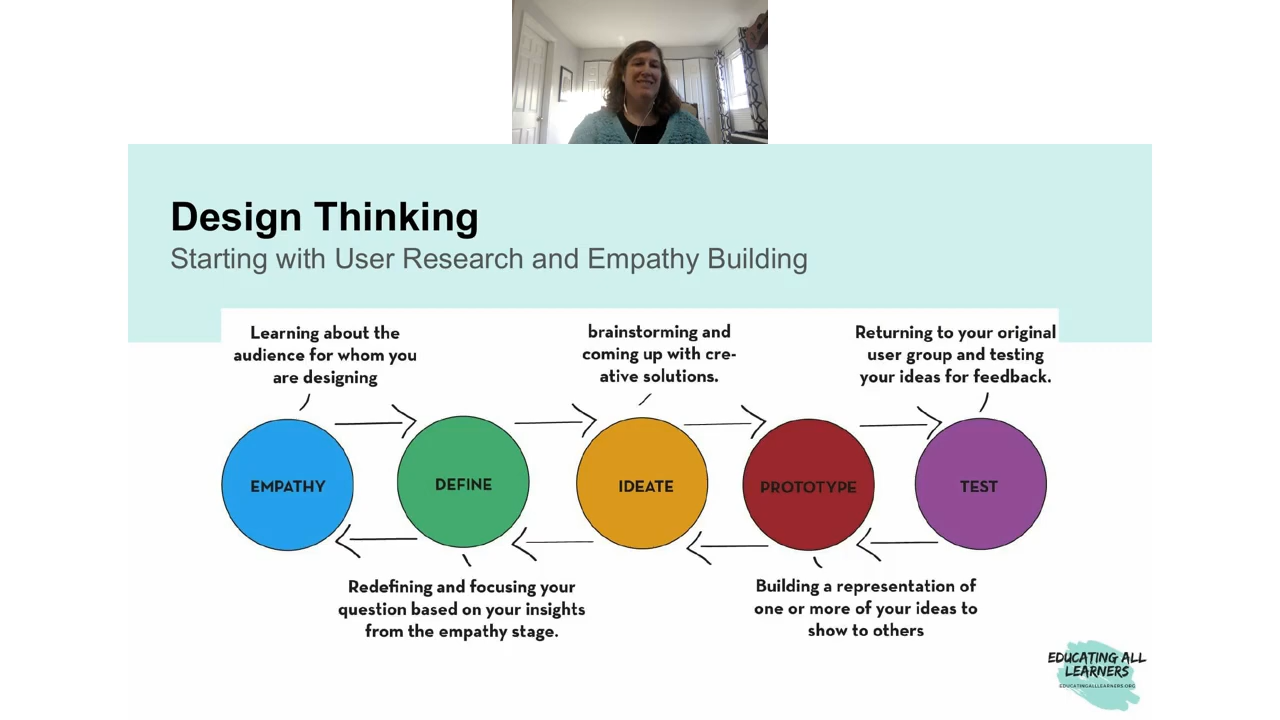 Design Thinking
Starting with User Research and Empathy Building
Learning about the
audience for whom you
are designing
brainstorming and
coming up with cre-
ative solutions.
Returning to your original
user group and testing
your ideas for feedback.
EMPATHY
DEFINE
IDEATE
PROTOTYPE
TEST
Redefining and focusing your
question based on your insights
from the empathy stage.
Building a representation of
one or more of your ideas to
show to others
EDUCATING ALL
LEARNERS
EDUCATINGALLLEARNERS.ORG